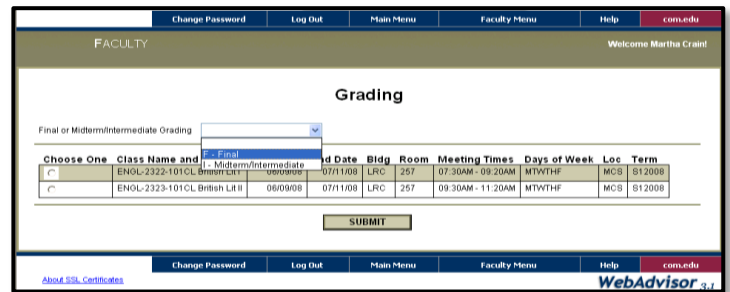 Change Password Log Out Main Menu Faculty Menu Help com.edu
FACULTY Welcome Martha Craint
Grading
Final or Midterm/Intermediate Grading
F - Final
I - Midterm/Intermediate
Choose One Class Name and nd Date Bldg Room Meeting Times Days of Week Loc Term
ENGL-2322-101CL British Lit I 06/09/08 07/11/08 LRC 257 07:30AM - 09:20AM MTWTHF MCS S12008
ENGL-2323-101CL British Lit II 06/09/08 07/11/08 LRC 257 09:30AM - 11:20AM MTWTHF MCS S12008
SUBMIT
Change Password Log Out Main Menu Faculty Menu Help com.edu
About SSL Certificates WebAdvisor 3.1